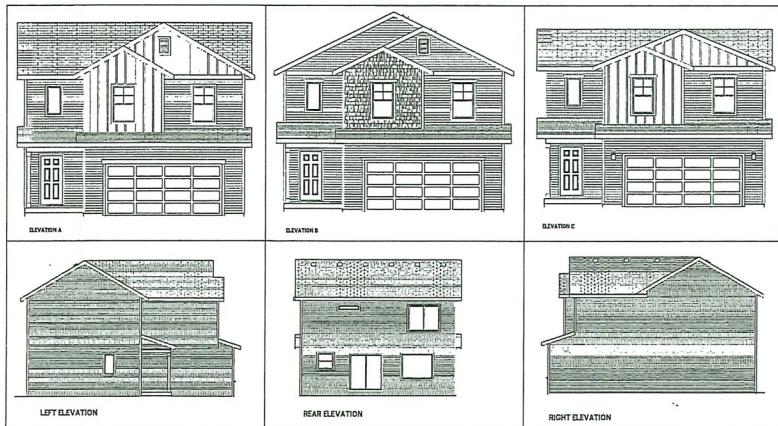 ELEVATION A
ELEVATION B
ELEVATION C
LEFT ELEVATION
REAR ELEVATION
RIGHT ELEVATION